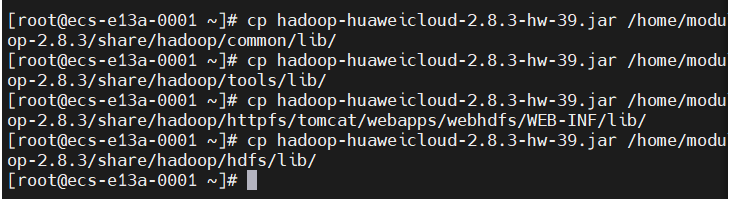 [root@ecs-e13a-0001 ~]# cp hadoop-huaweicloud-2.8.3-hw-39.jar /home/modu
op-2.8.3/share/hadoop/common/lib/
[root@ecs-e13a-0001 ~]# cp hadoop-huaweicloud-2.8.3-hw-39.jar /home/modu
op-2.8.3/share/hadoop/tools/lib/
[root@ecs-e13a-0001 ~]# cp hadoop-huaweicloud-2.8.3-hw-39.jar /home/modu
op-2.8.3/share/hadoop/httpfs/tomcat/webapps/webhdfs/WEB-INF/lib/
[root@ecs-e13a-0001 ~]# cp hadoop-huaweicloud-2.8.3-hw-39.jar /home/modu
op-2.8.3/share/hadoop/hdfs/lib/
[root@ecs-e13a-0001 ~]#